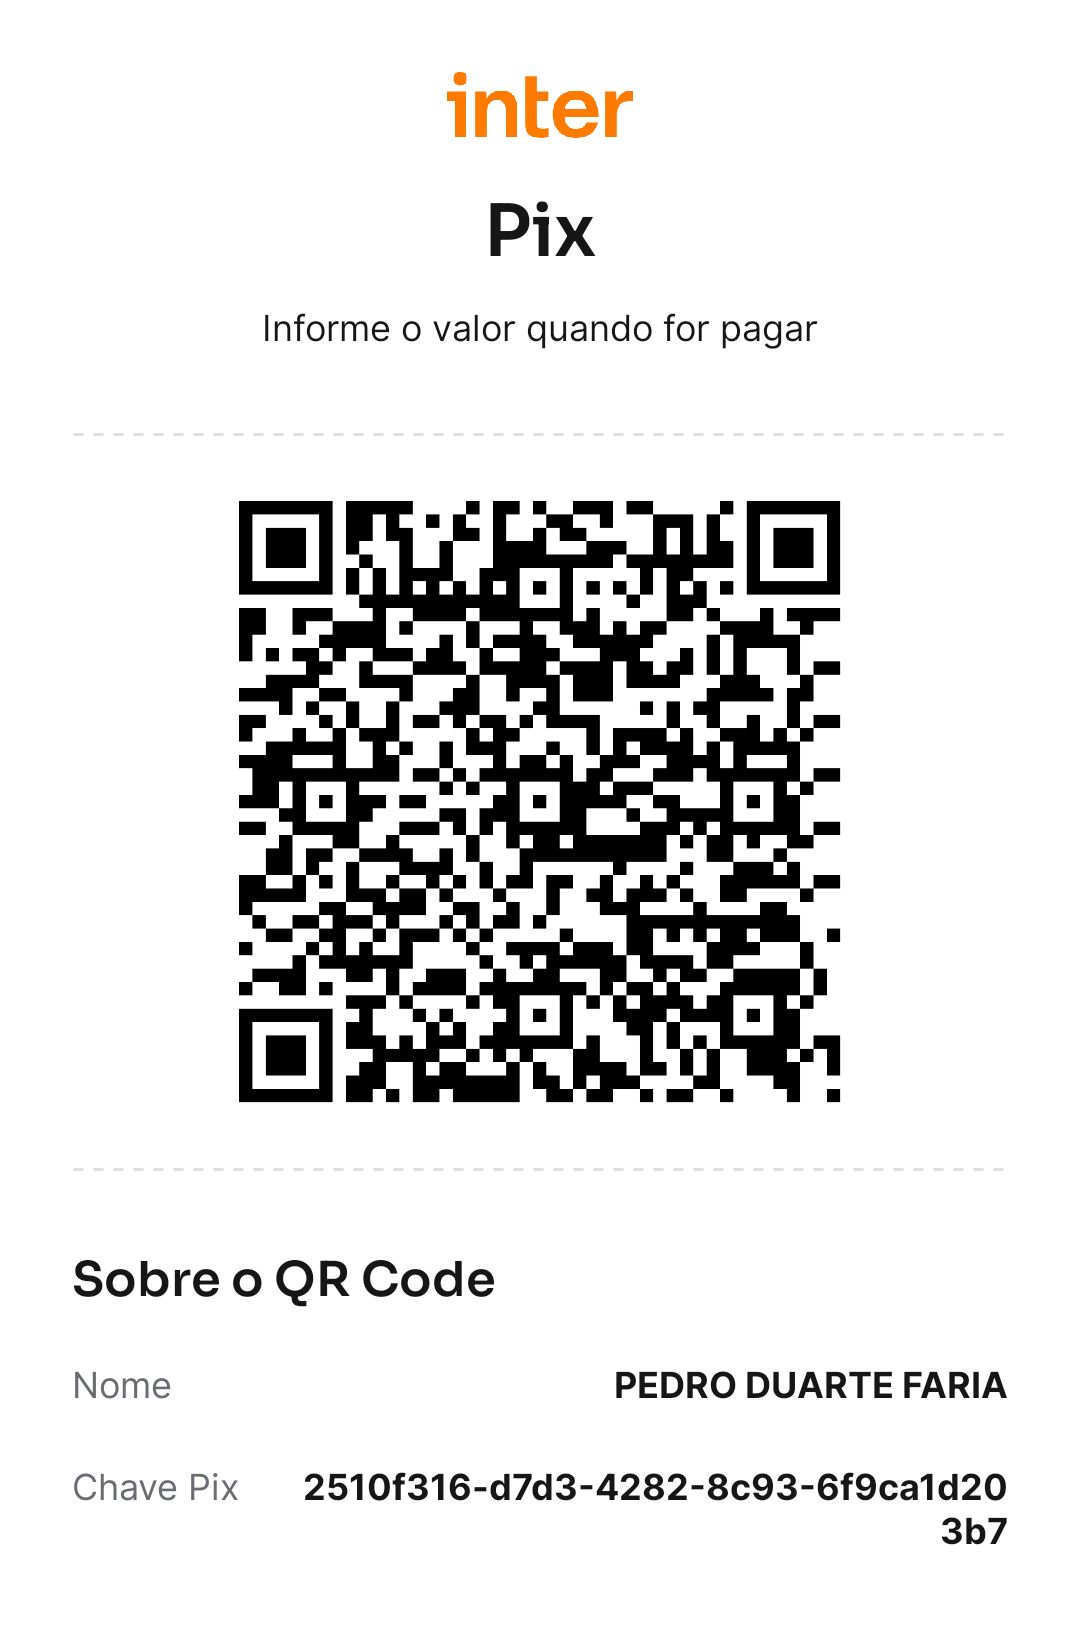 inter
Pix
Informe o valor quando for pagar
Sobre o QR Code
Nome PEDRO DUARTE FARIA
Chave Pix 2510f316-d7d3-4282-8c93-6f9ca1d20
3b7